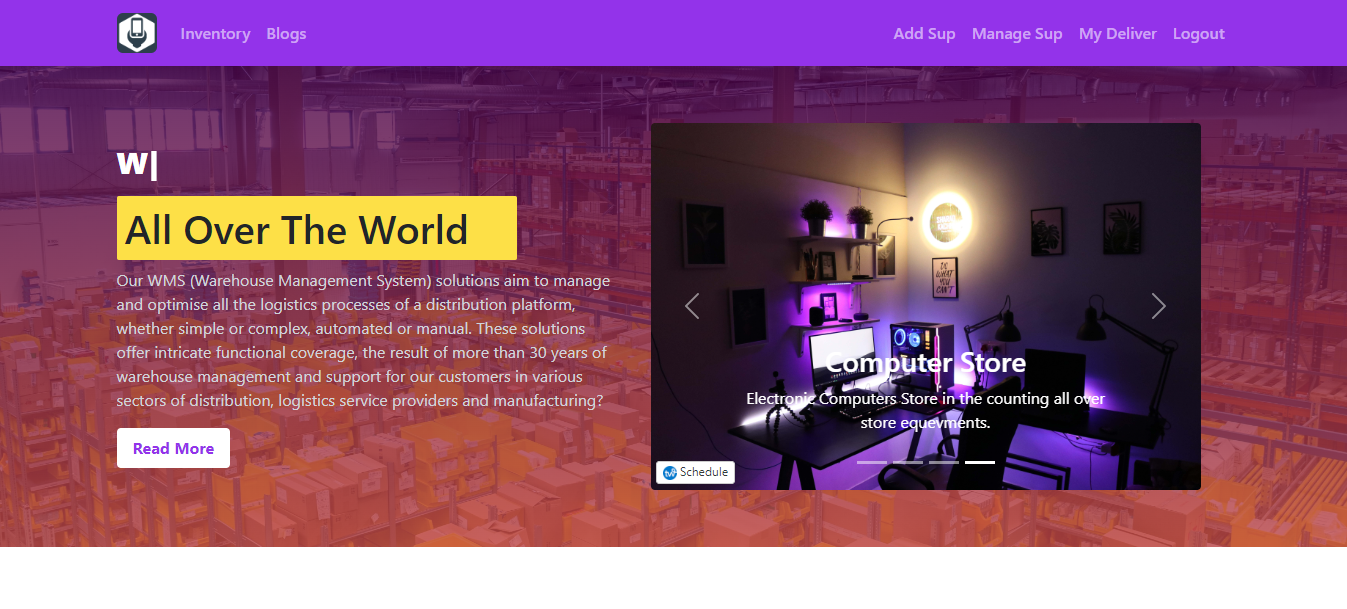 Inventory Blogs Add Sup Manage Sup My Deliver Logout
W|
All Over The World
Our WMS (Warehouse Management System) solutions aim to manage
and optimise all the logistics processes of a distribution platform,
whether simple or complex, automated or manual. These solutions
offer intricate functional coverage, the result of more than 30 years of
warehouse management and support for our customers in various
sectors of distribution, logistics service providers and manufacturing?
Read More
DO
WHAT
YOU
CAN'T
Computer Store
Electronic Computers Store in the counting all over
store equevments.
Schedule